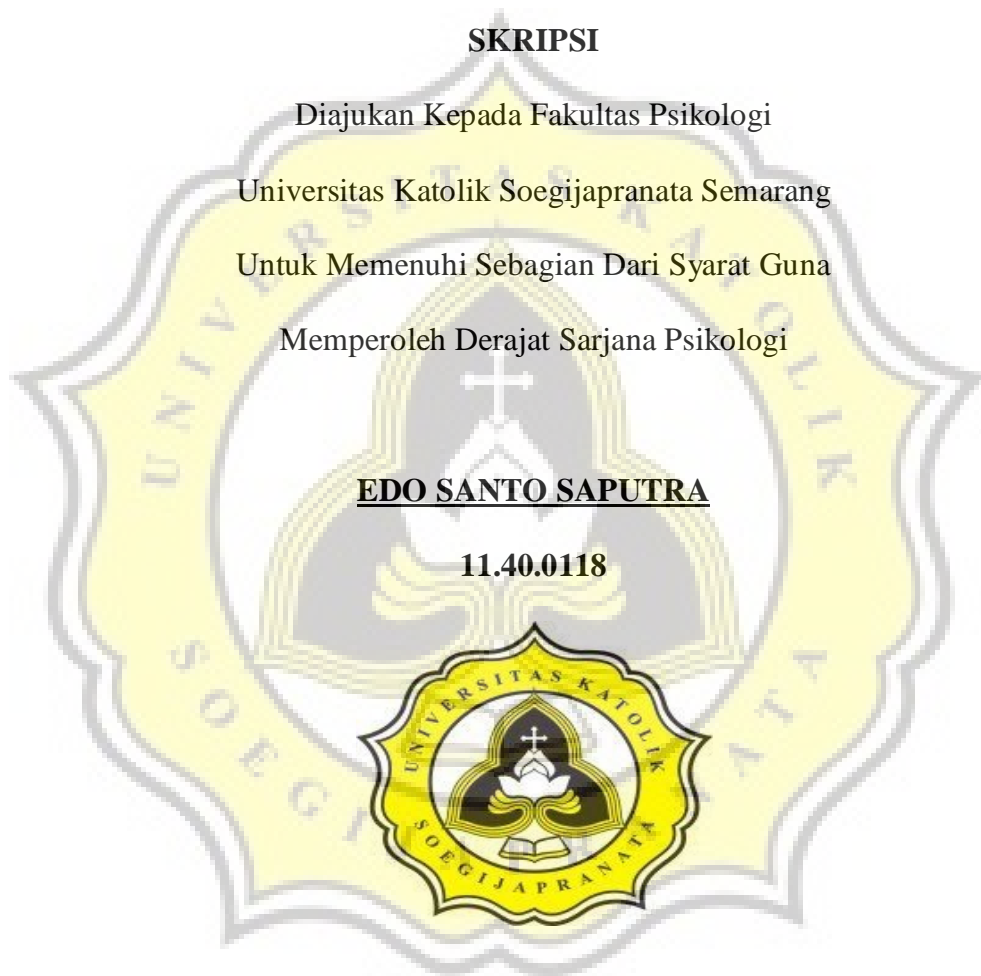 SKRIPSI
Diajukan Kepada Fakultas Psikologi
Universitas Katolik Soegijapranata Semarang
Untuk Memenuhi Sebagian Dari Syarat Guna
Memperoleh Derajat Sarjana Psikologi
EDO SANTO SAPUTRA
11.40.0118
UNIVERSITAS KATOLIK
SOEGIJAPRANATA